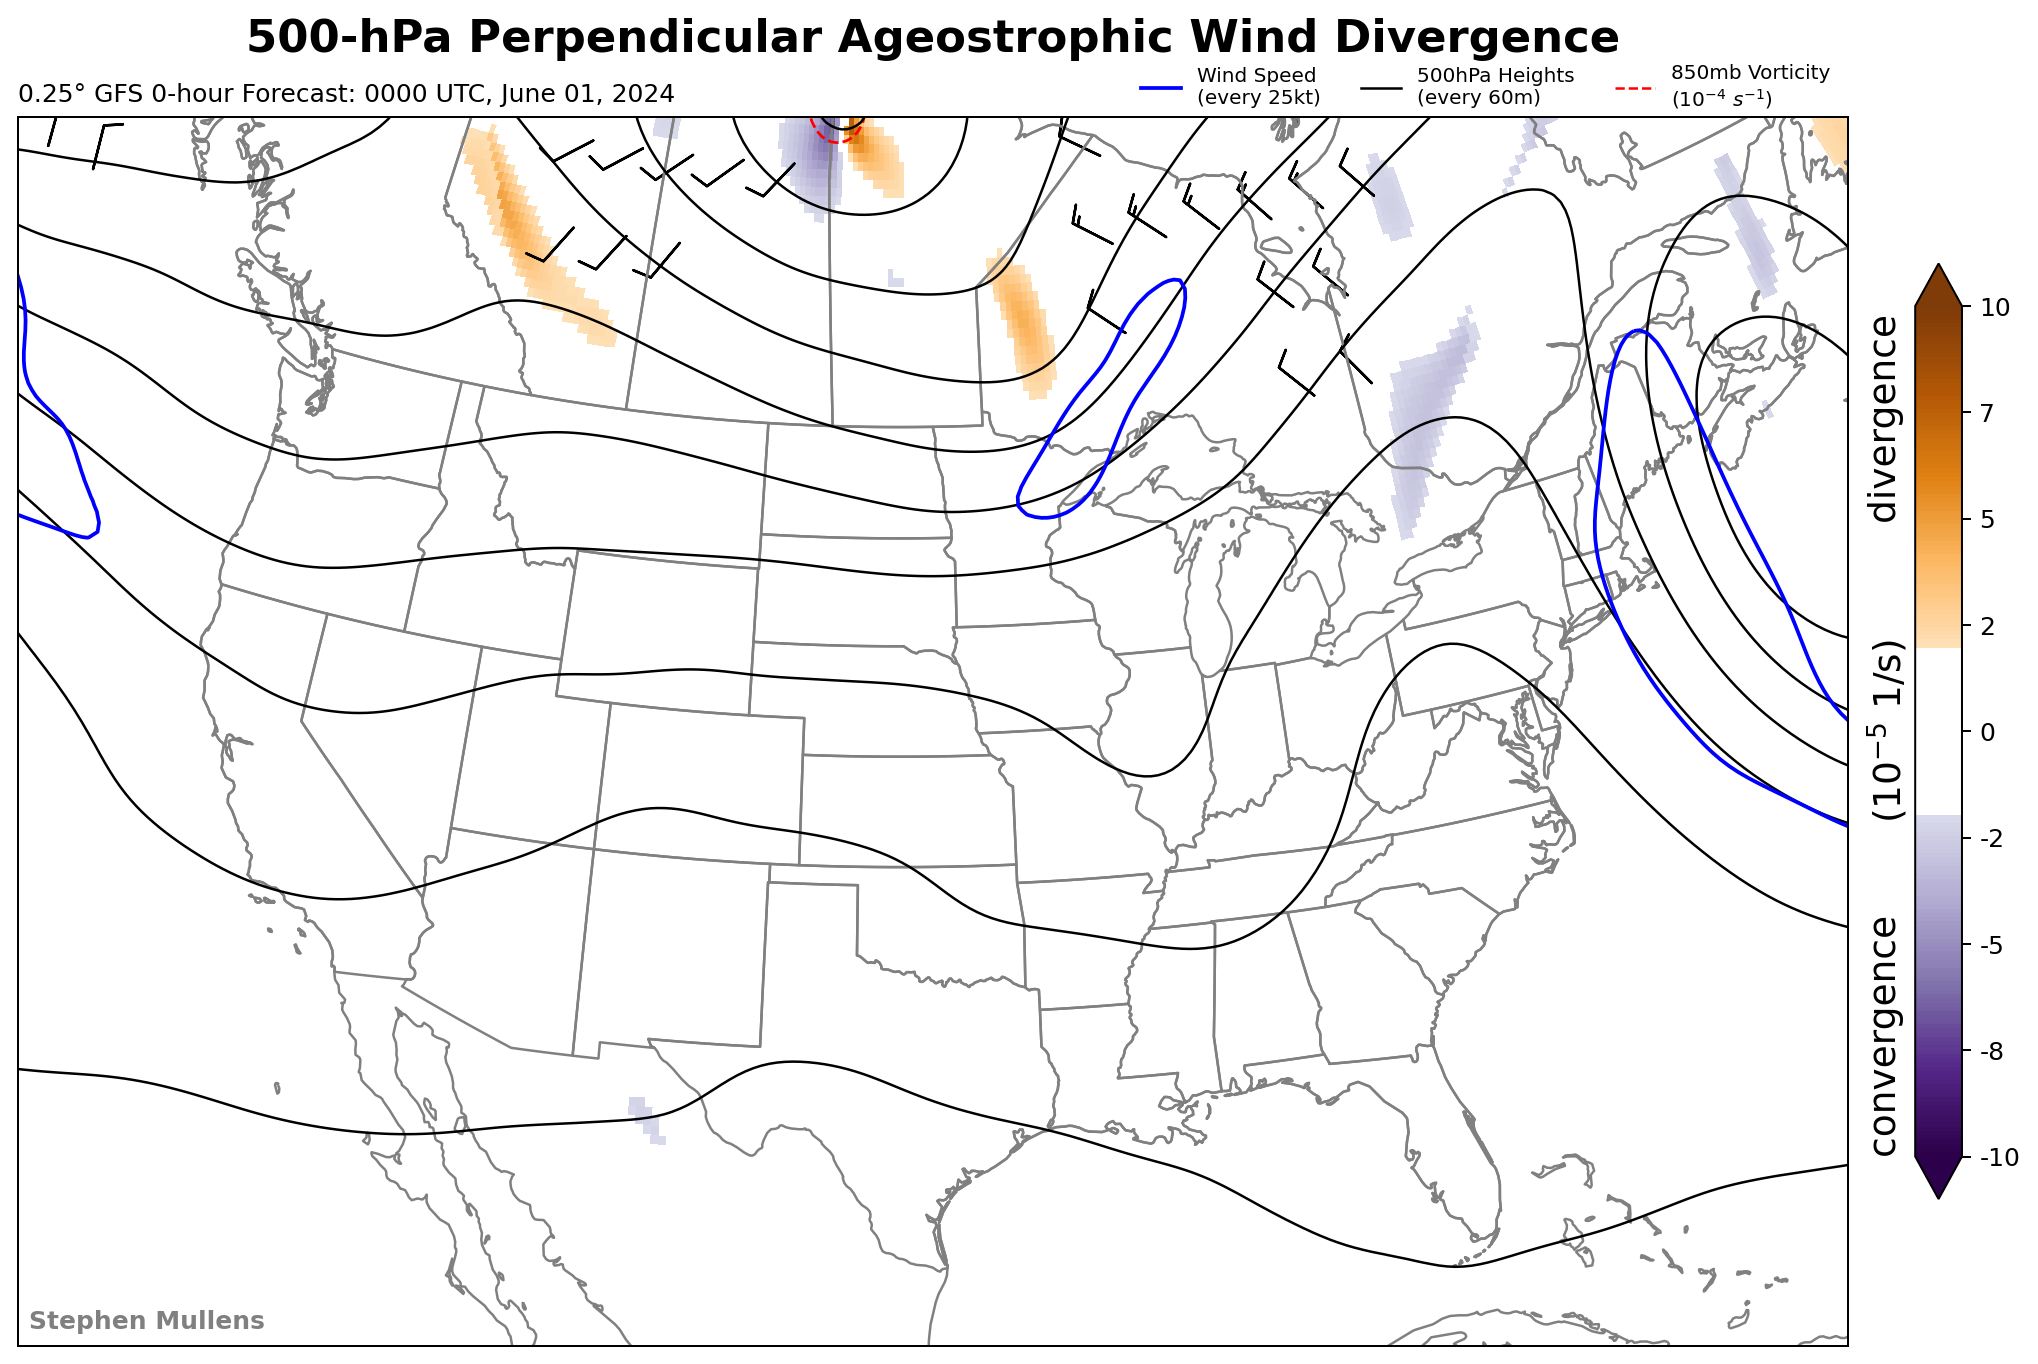 500-hPa Perpendicular Ageostrophic Wind Divergence
0.25° GFS 0-hour Forecast: 0000 UTC, June 01, 2024
Wind Speed
(every 25kt)
500hPa Heights
(every 60m)
850mb Vorticity
(10⁻⁴ s⁻¹)
10
7
5
2
0
-2
-5
-8
-10
convergence (10⁻⁵ 1/s) divergence
Stephen Mullens